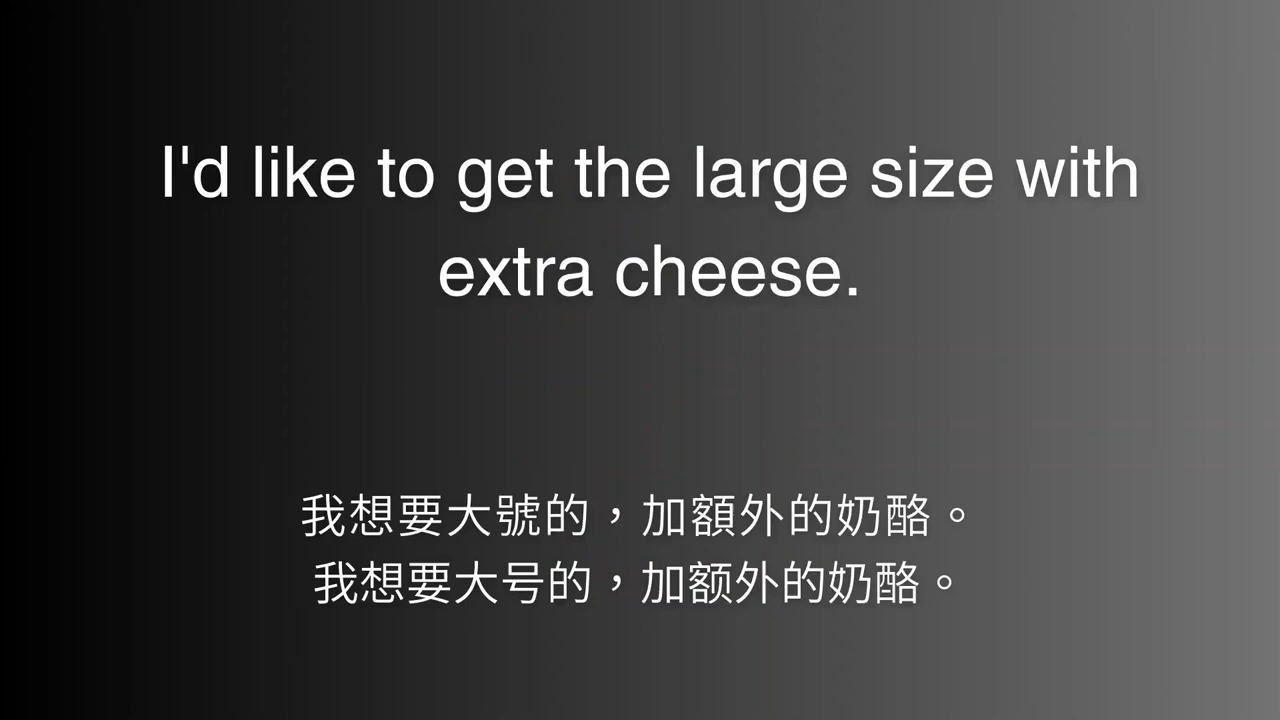 I'd like to get the large size with
extra cheese.
我想要大號的，加額外的奶酪。
我想要大号的，加额外的奶酪。